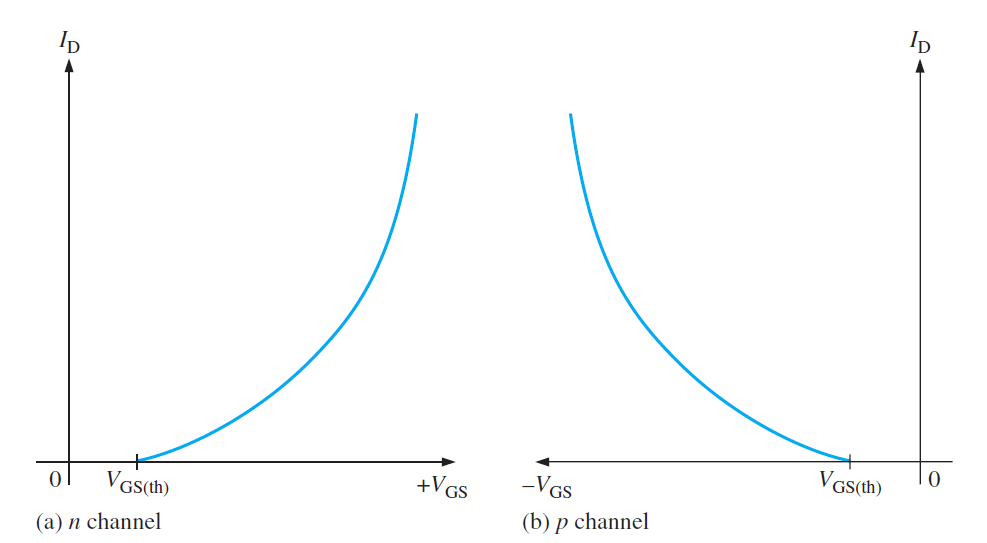 I_D
I_D
0
V_GS(th)
+V_GS
–V_GS
V_GS(th)
0
(a) n channel
(b) p channel